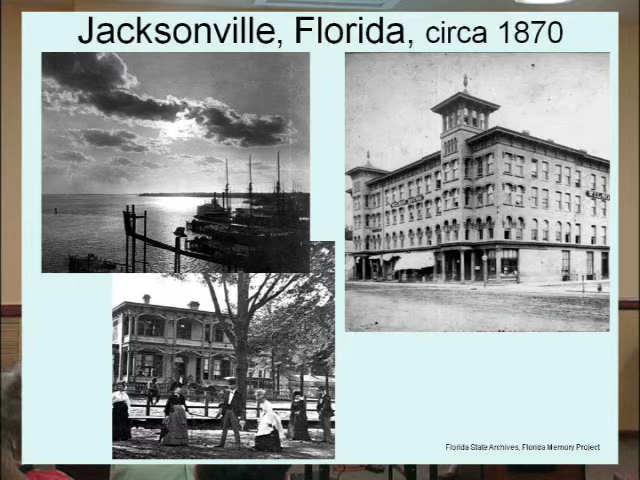 Jacksonville, Florida, circa 1870
Florida State Archives, Florida Memory Project